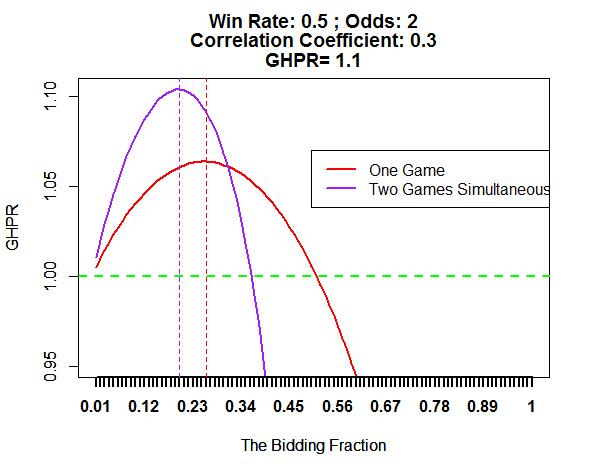 Win Rate: 0.5 ; Odds: 2
Correlation Coefficient: 0.3
GHPR= 1.1
GHPR
1.10
1.05
1.00
0.95
One Game
Two Games Simultaneous
0.01 0.12 0.23 0.34 0.45 0.56 0.67 0.78 0.89 1
The Bidding Fraction